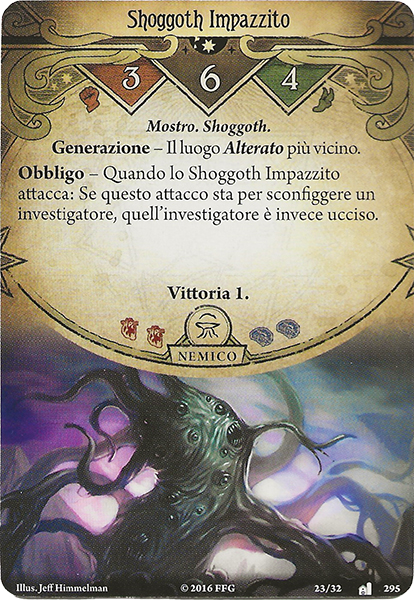 Shoggoth Impazzito
3 6 4
Mostro. Shoggoth.
Generazione – Il luogo Alterato più vicino.
Obbligo – Quando lo Shoggoth Impazzito
attacca: Se questo attacco sta per sconfiggere un
investigatore, quell'investigatore è invece ucciso.
Vittoria 1.
NEMICO
Illus. Jeff Himmelman © 2016 FFG 23/32 295